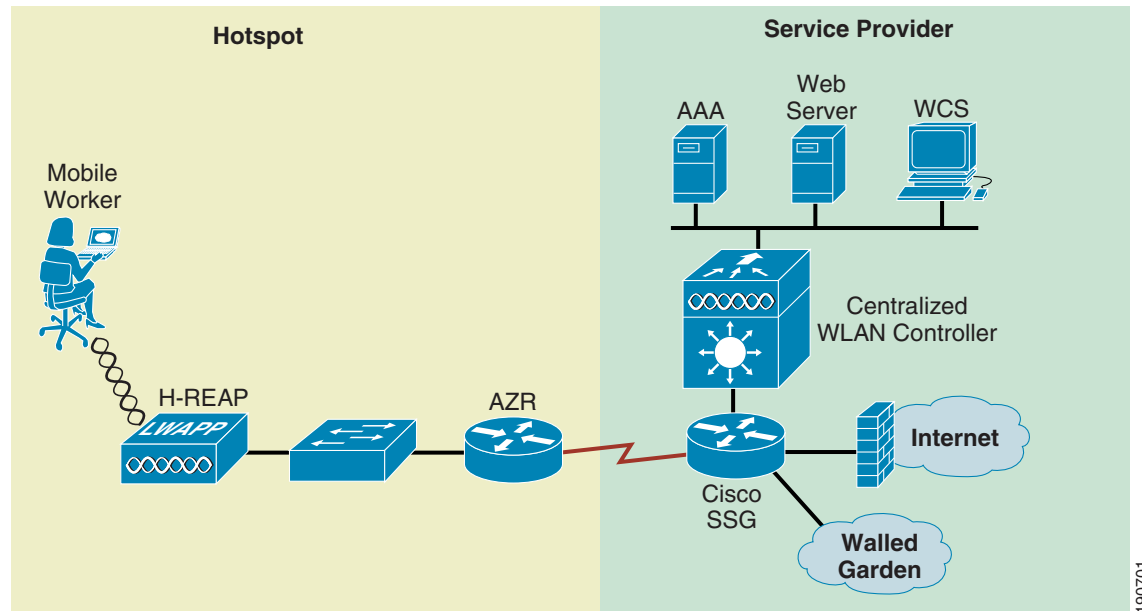 Hotspot
Service Provider
AAA
Web
Server
WCS
Mobile
Worker
Centralized
WLAN Controller
H-REAP
LWAPP
AZR
Cisco
SSG
Internet
Walled
Garden
190701